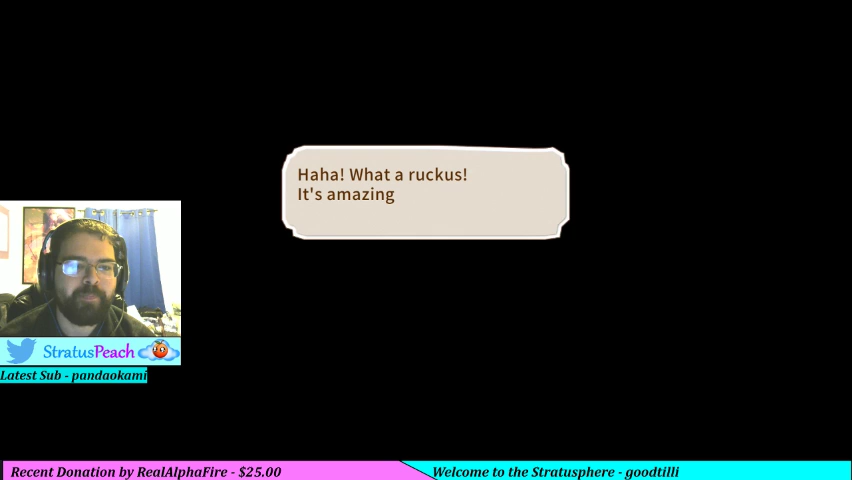 Haha! What a ruckus!
It's amazing
StratusPeach
Latest Sub - pandaokami
Recent Donation by RealAlphaFire - $25.00
Welcome to the Stratusphere - goodtilli